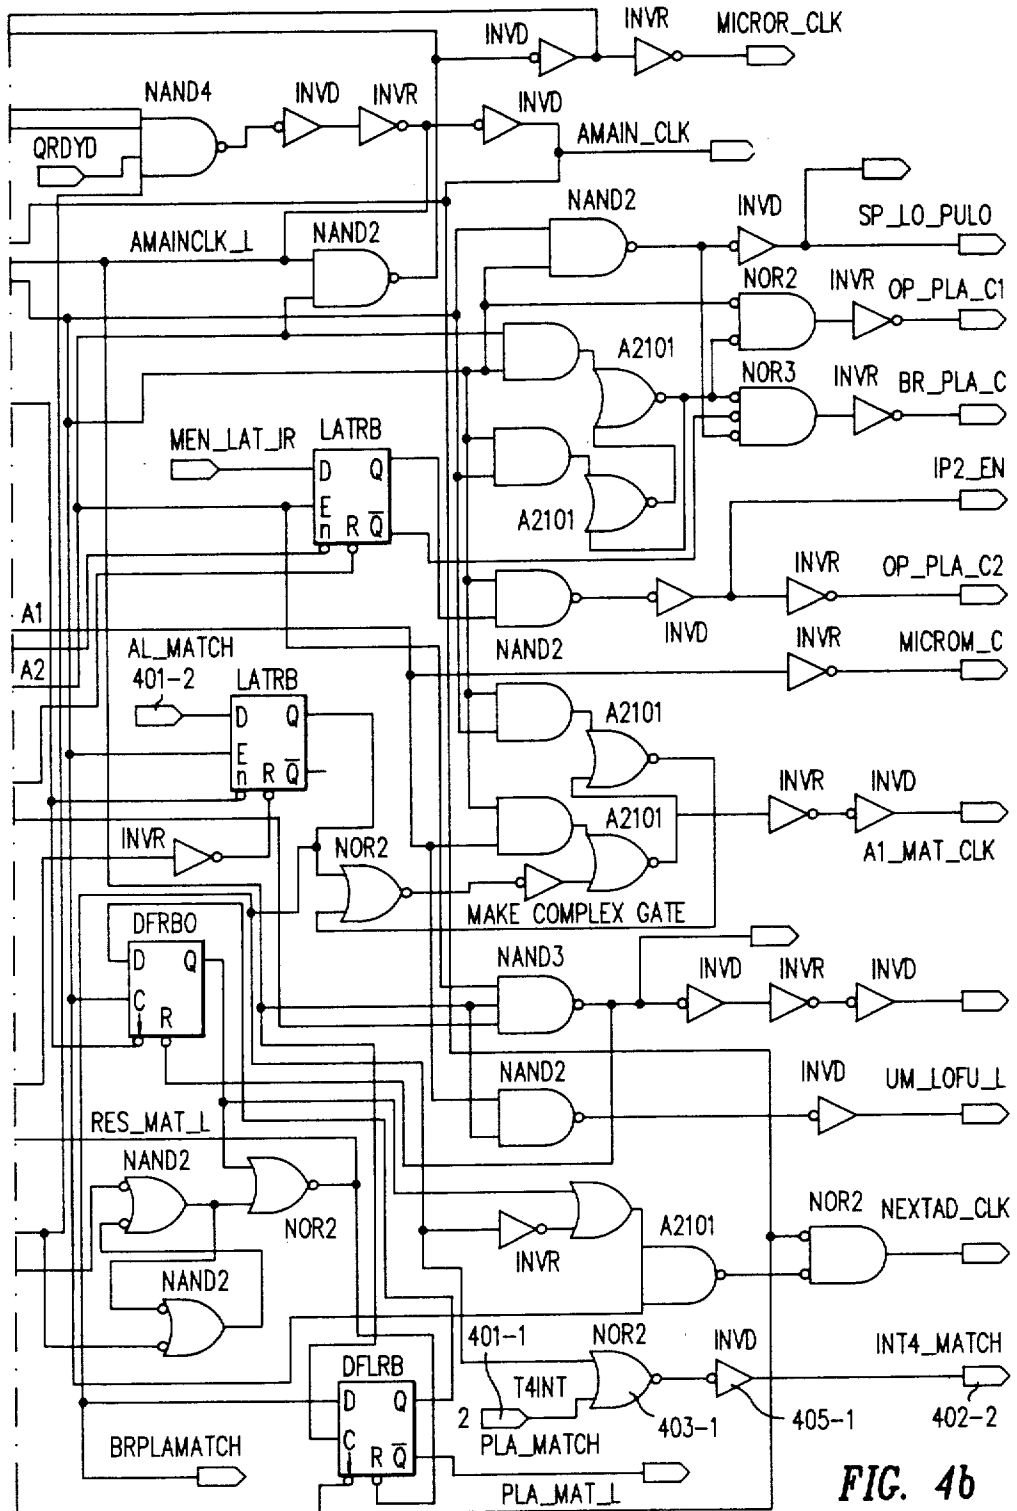 INVD
INVR
MICROR_CLK
NAND4
INVD
INVR
INVD
QRDYD
AMAIN_CLK
NAND2
INVD
SP_LO_PULO
AMAINCLK_L
NAND2
NOR2
INVR
OP_PLA_C1
A2101
NOR3
INVR
BR_PLA_C
MEN_LAT_IR
LATRB
D Q
E
n R Q
A2101
IP2_EN
INVR
OP_PLA_C2
A1
NAND2
INVD
INVR
MICROM_C
A2
AL_MATCH
401-2
LATRB
D Q
E
n R Q
A2101
INVR
INVD
A2101
A1_MAT_CLK
INVR
NOR2
MAKE COMPLEX GATE
DFRBO
D Q
C
R
NAND3
INVD
INVR
INVD
NAND2
INVD
UM_LOFU_L
RES_MAT_L
NAND2
NOR2
NOR2
NEXTAD_CLK
A2101
INVR
NAND2
401-1
NOR2
INVD
INT4_MATCH
DFLRB
T4INT
D Q
C
R Q
2
PLA_MATCH
403-1
405-1
402-2
BRPLAMATCH
PLA_MAT_L
FIG. 4b